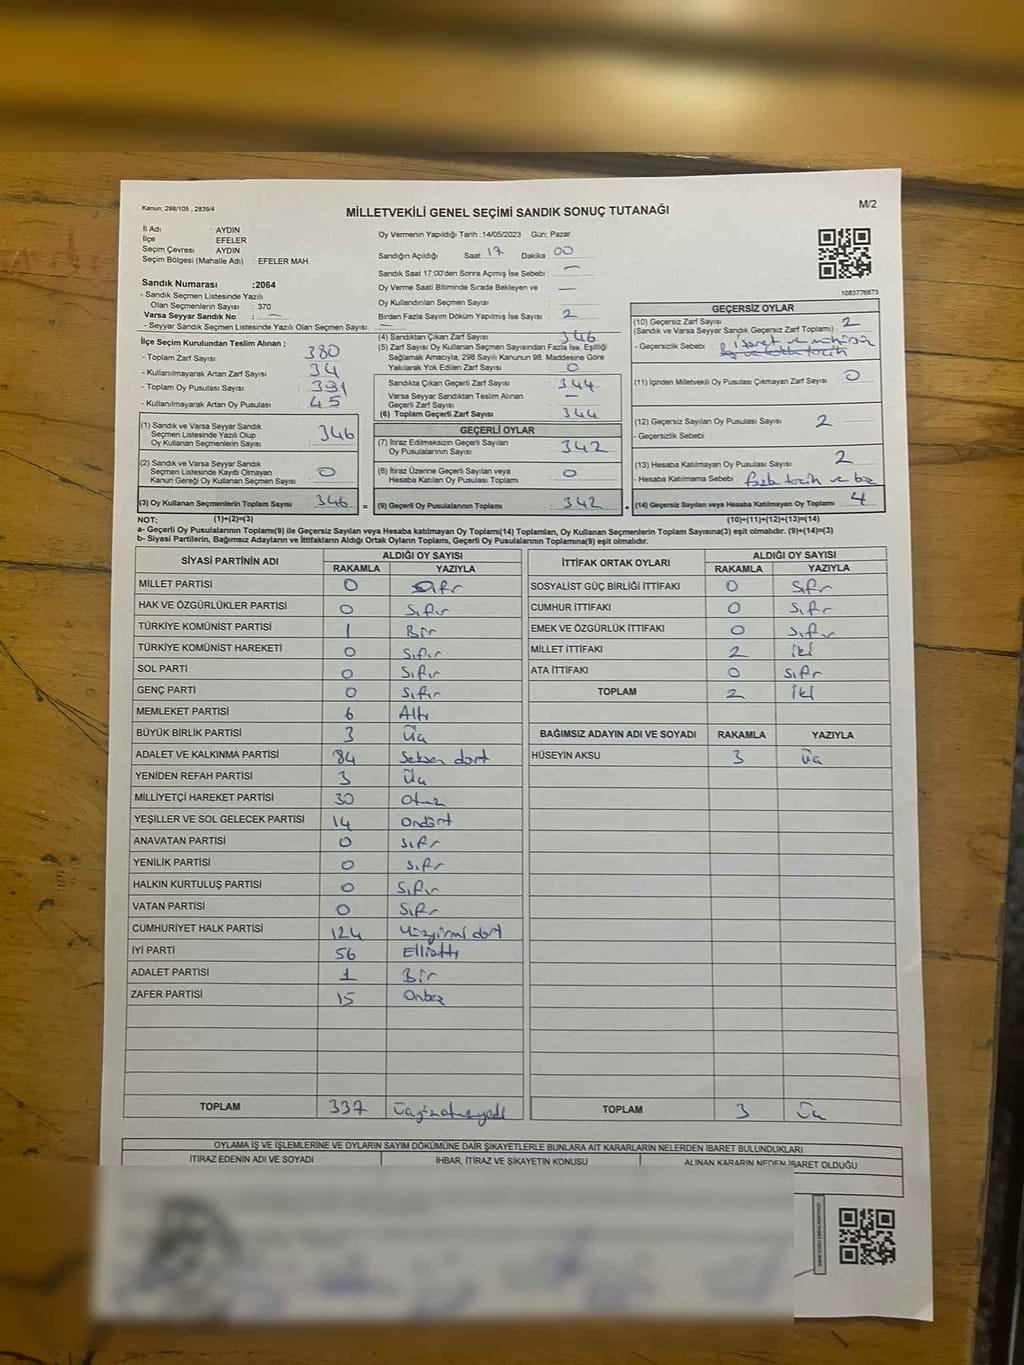 Kanun; 298/105 , 2839/4
MİLLETVEKİLİ GENEL SEÇİMİ SANDIK SONUÇ TUTANAĞI
M/2
İl Adı : AYDIN
İlçe : EFELER
Seçim Çevresi : AYDIN
Seçim Bölgesi (Mahalle Adı) : EFELER MAH.
Sandık Numarası :2064
- Sandık Seçmen Listesinde Yazılı
Olan Seçmenlerin Sayısı : 370
Varsa Seyyar Sandık No : —
- Seyyar Sandık Seçmen Listesinde Yazılı Olan Seçmen Sayısı: —
İlçe Seçim Kurulundan Teslim Alınan ;
- Toplam Zarf Sayısı : 380
- Kullanılmayarak Artan Zarf Sayısı : 34
- Toplam Oy Pusulası Sayısı : 391
- Kullanılmayarak Artan Oy Pusulası : 45
(1) Sandık ve Varsa Seyyar Sandık
Seçmen Listesinde Yazılı Olup
Oy Kullanan Seçmenlerin Sayısı : 346
(2) Sandık ve Varsa Seyyar Sandık
Seçmen Listesinde Kayıtlı Olmayan
Kanun Gereği Oy Kullanan Seçmen Sayısı : 0
(3) Oy Kullanan Seçmenlerin Toplam Sayısı : 346
Oy Vermenin Yapıldığı Tarih :14/05/2023 Gün: Pazar
Sandığın Açıldığı Saat 17 Dakika 00
Sandık Saat 17:00'den Sonra Açılmış İse Sebebi : —
Oy Verme Saati Bitiminde Sırada Bekleyen ve
Oy Kullandırılan Seçmen Sayısı : —
Birden Fazla Sayım Döküm Yapılmış İse Sayısı : 2
(4) Sandıktan Çıkan Zarf Sayısı : 346
(5) Zarf Sayısı Oy Kullanan Seçmen Sayısından Fazla İse, Eşitliği
Sağlamak Amacıyla, 298 Sayılı Kanunun 98. Maddesine Göre
Yakılarak Yok Edilen Zarf Sayısı : 0
Sandıkta Çıkan Geçerli Zarf Sayısı : 344
Varsa Seyyar Sandıktan Teslim Alınan
Geçerli Zarf Sayısı : —
(6) Toplam Geçerli Zarf Sayısı : 344
GEÇERLİ OYLAR
(7) İtiraz Edilmeksizin Geçerli Sayılan
Oy Pusulalarının Sayısı : 342
(8) İtiraz Üzerine Geçerli Sayılan veya
Hesaba Katılan Oy Pusulası Toplamı : 0
= (9) Geçerli Oy Pusulalarının Toplamı : 342
1083776873
GEÇERSİZ OYLAR
(10) Geçersiz Zarf Sayısı : 2
(Sandık ve Varsa Seyyar Sandık Geçersiz Zarf Toplamı)
- Geçersizlik Sebebi :
(11) İçinden Milletvekili Oy Pusulası Çıkmayan Zarf Sayısı : 0
(12) Geçersiz Sayılan Oy Pusulası Sayısı : 2
- Geçersizlik Sebebi :
(13) Hesaba Katılmayan Oy Pusulası Sayısı : 2
- Hesaba Katılmama Sebebi :
(14) Geçersiz Sayılan veya Hesaba Katılmayan Oy Toplamı : 4
NOT: (1)+(2)=(3) (10)+(11)+(12)+(13)=(14)
a- Geçerli Oy Pusulalarının Toplamı(9) ile Geçersiz Sayılan veya Hesaba katılmayan Oy Toplamı(14) Toplamları, Oy Kullanan Seçmenlerin Toplam Sayısına(3) eşit olmalıdır. (9)+(14)=(3)
b- Siyasi Partilerin, Bağımsız Adayların ve İttifakların Aldığı Ortak Oyların Toplamı, Geçerli Oy Pusulalarının Toplamına(9) eşit olmalıdır.
SİYASİ PARTİNİN ADI ALDIĞI OY SAYISI
RAKAMLA YAZIYLA
MİLLET PARTİSİ 0 Sıfır
HAK VE ÖZGÜRLÜKLER PARTİSİ 0 Sıfır
TÜRKİYE KOMÜNİST PARTİSİ 1 Bir
TÜRKİYE KOMÜNİST HAREKETİ 0 Sıfır
SOL PARTİ 0 Sıfır
GENÇ PARTİ 0 Sıfır
MEMLEKET PARTİSİ 6 Altı
BÜYÜK BİRLİK PARTİSİ 3 Üç
ADALET VE KALKINMA PARTİSİ 84 Seksen dört
YENİDEN REFAH PARTİSİ 3 Üç
MİLLİYETÇİ HAREKET PARTİSİ 30 Otuz
YEŞİLLER VE SOL GELECEK PARTİSİ 14 Ondört
ANAVATAN PARTİSİ 0 Sıfır
YENİLİK PARTİSİ 0 Sıfır
HALKIN KURTULUŞ PARTİSİ 0 Sıfır
VATAN PARTİSİ 0 Sıfır
CUMHURİYET HALK PARTİSİ 124 Yüzyirmi dört
İYİ PARTİ 56 Elliatı
ADALET PARTİSİ 1 Bir
ZAFER PARTİSİ 15 Onbeş
TOPLAM 337 Üçyüzotuzyedi
İTTİFAK ORTAK OYLARI ALDIĞI OY SAYISI
RAKAMLA YAZIYLA
SOSYALİST GÜÇ BİRLİĞİ İTTİFAKI 0 Sıfır
CUMHUR İTTİFAKI 0 Sıfır
EMEK VE ÖZGÜRLÜK İTTİFAKI 0 Sıfır
MİLLET İTTİFAKI 2 İki
ATA İTTİFAKI 0 Sıfır
TOPLAM 2 İki
BAĞIMSIZ ADAYIN ADI VE SOYADI RAKAMLA YAZIYLA
HÜSEYİN AKSU 3 Üç
TOPLAM 3 Üç
OYLAMA İŞ VE İŞLEMLERİNE VE OYLARIN SAYIM DÖKÜMÜNE DAİR ŞİKAYETLERLE BUNLARA AİT KARARLARIN NELERDEN İBARET BULUNDUKLARI
İTİRAZ EDENİN ADI VE SOYADI İHBAR, İTİRAZ VE ŞİKAYETİN KONUSU ALINAN KARARIN NEDEN İBARET OLDUĞU